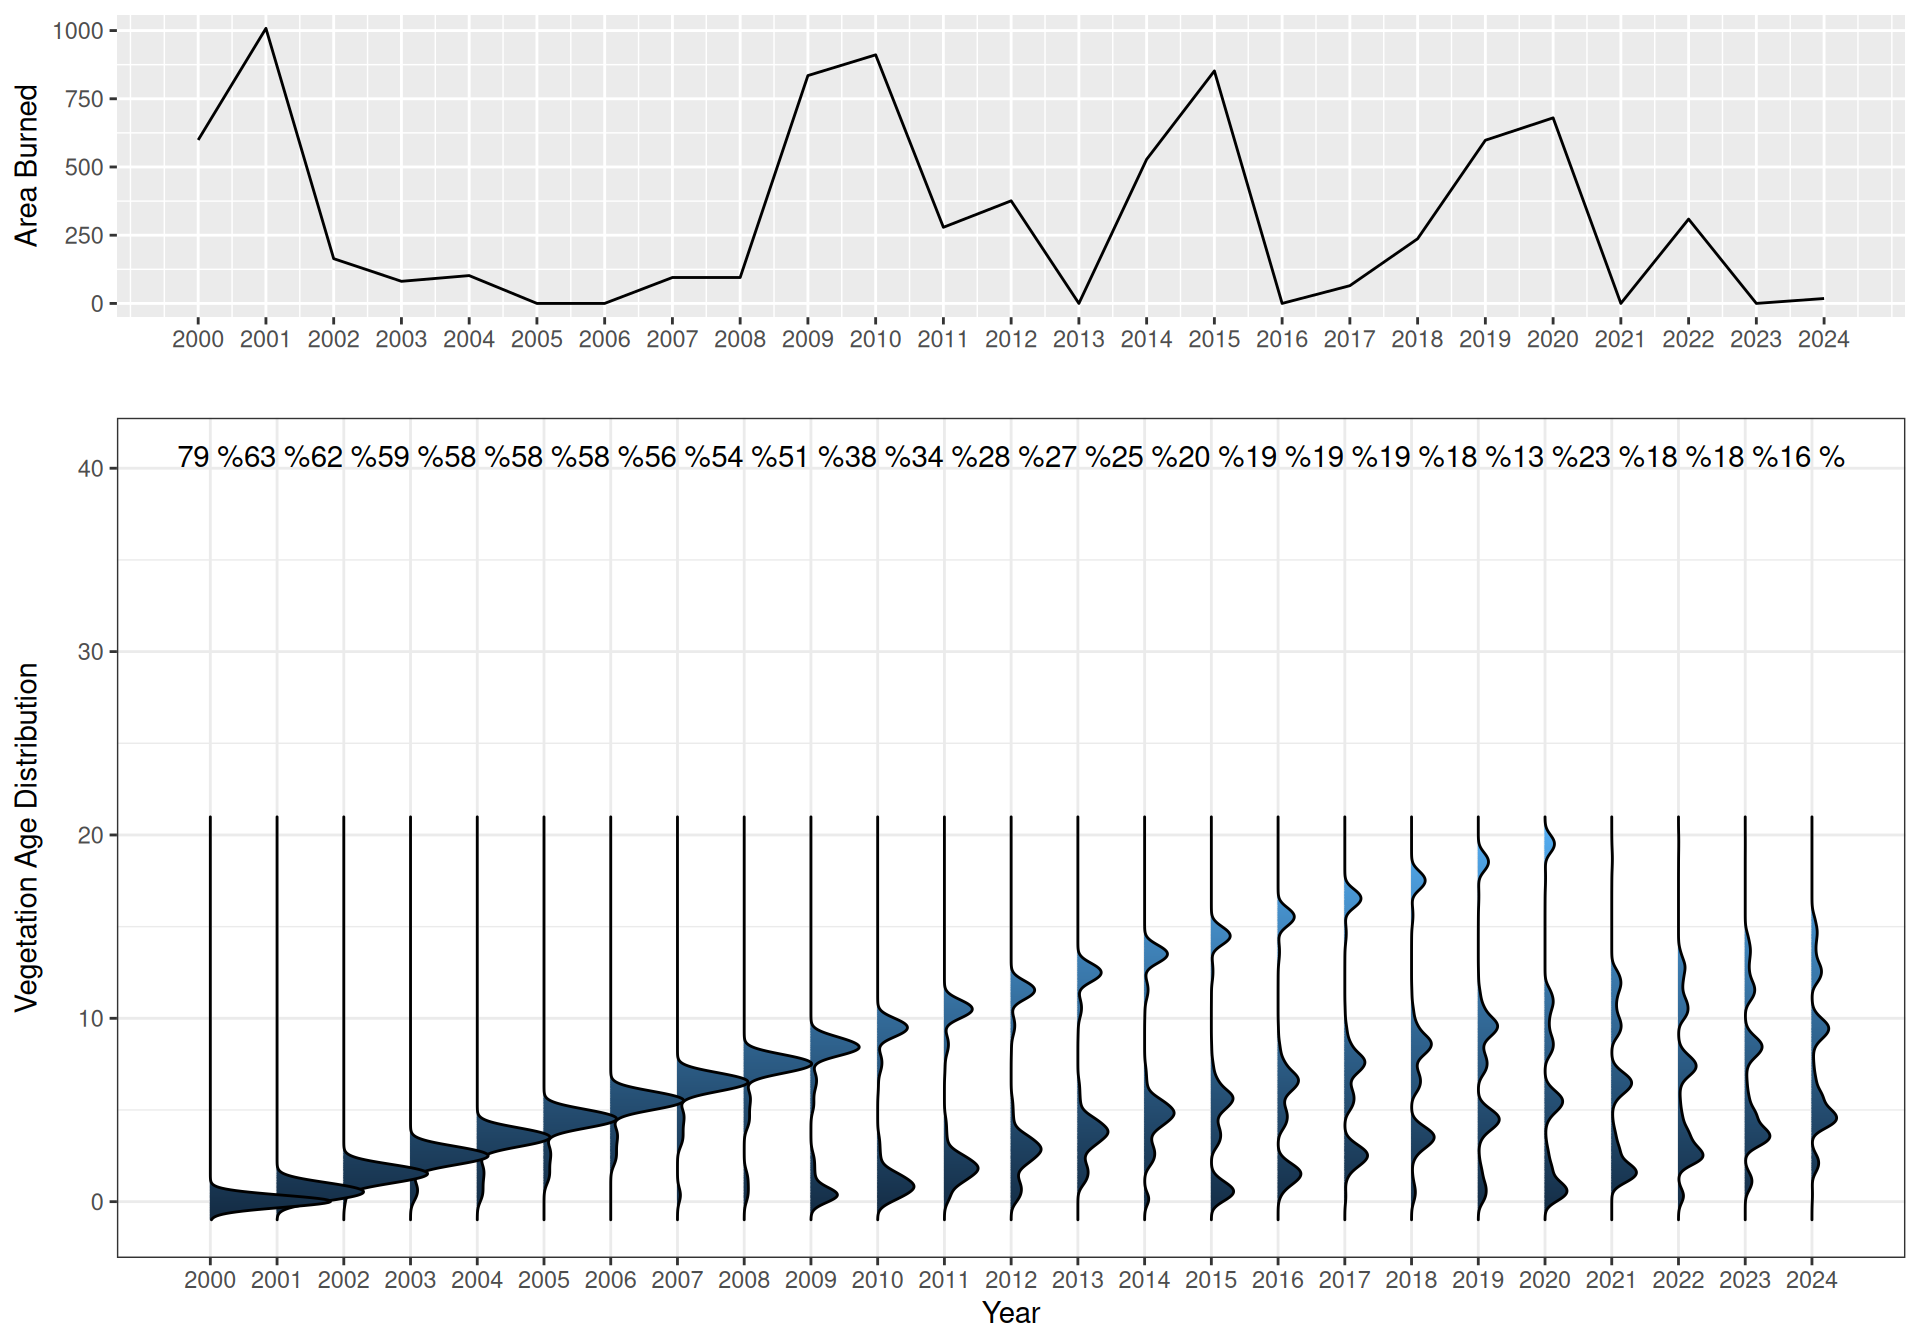 Area Burned
1000
750
500
250
0
2000 2001 2002 2003 2004 2005 2006 2007 2008 2009 2010 2011 2012 2013 2014 2015 2016 2017 2018 2019 2020 2021 2022 2023 2024
Vegetation Age Distribution
79 %63 %62 %59 %58 %58 %58 %56 %54 %51 %38 %34 %28 %27 %25 %20 %19 %19 %19 %18 %13 %23 %18 %18 %16 %
40
30
20
10
0
2000 2001 2002 2003 2004 2005 2006 2007 2008 2009 2010 2011 2012 2013 2014 2015 2016 2017 2018 2019 2020 2021 2022 2023 2024
Year